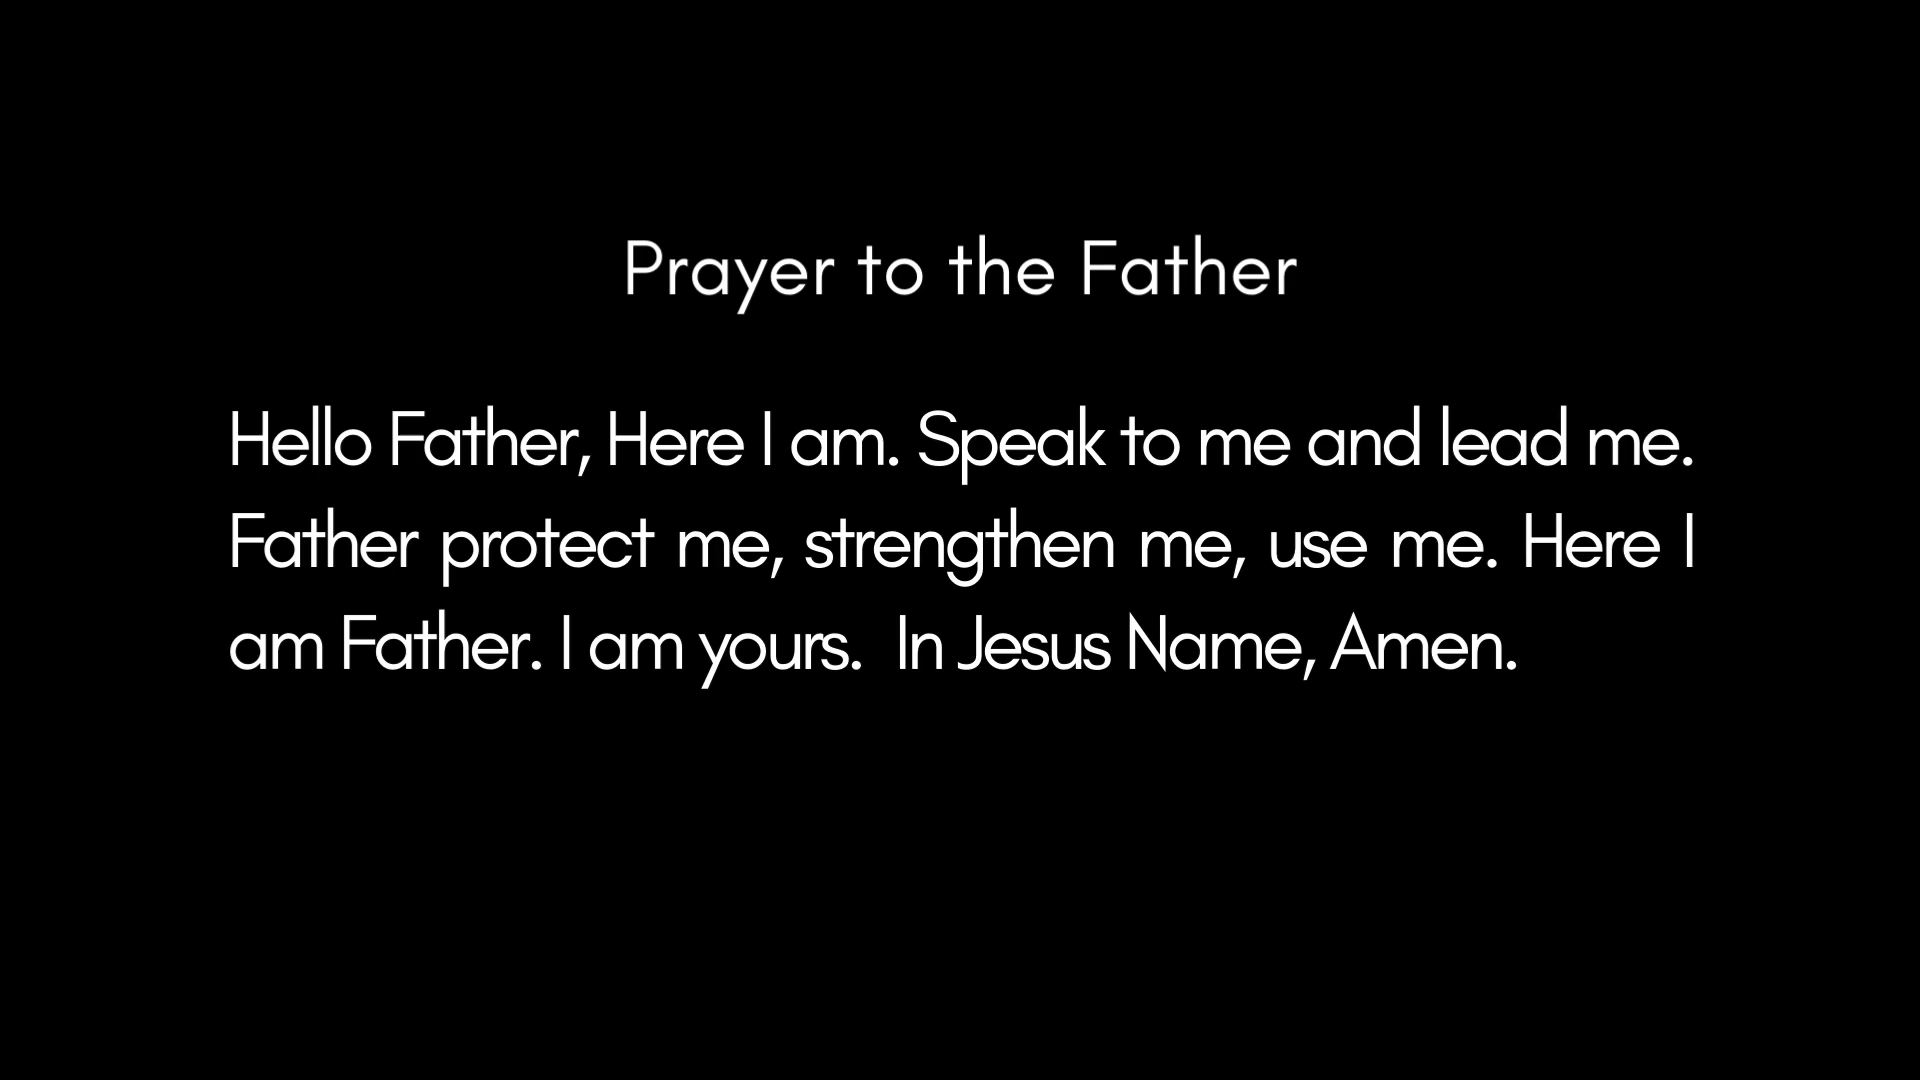 Prayer to the Father
Hello Father, Here I am. Speak to me and lead me.
Father protect me, strengthen me, use me. Here I
am Father. I am yours.  In Jesus Name, Amen.